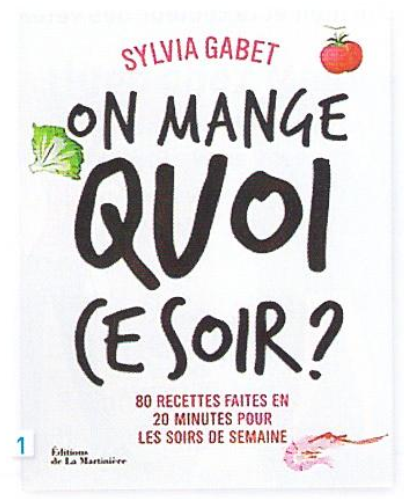 SYLVIA GABET
ON MANGE
QUOI
CE SOIR ?
80 RECETTES FAITES EN
20 MINUTES POUR
LES SOIRS DE SEMAINE
1
Éditions
de La Martinière